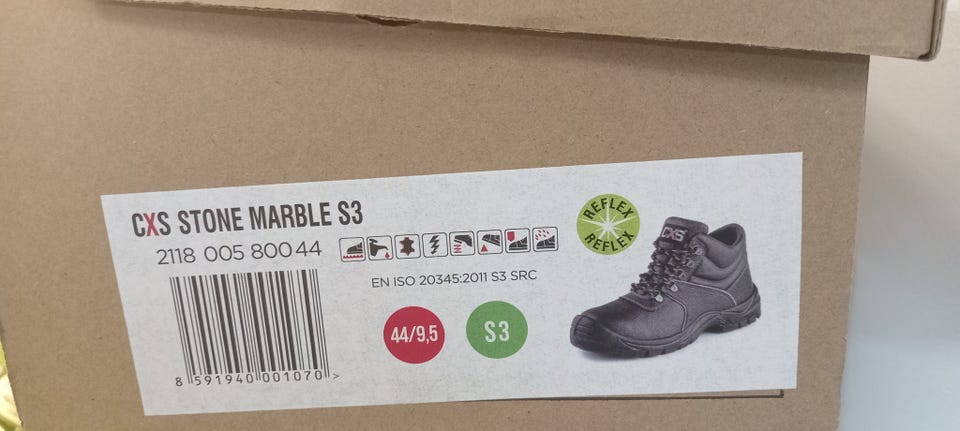 CXS STONE MARBLE S3
2118 005 800 44
EN ISO 20345:2011 S3 SRC
44/9,5
S3
8 591940 001070 >
REFLEX
REFLEX
CXS